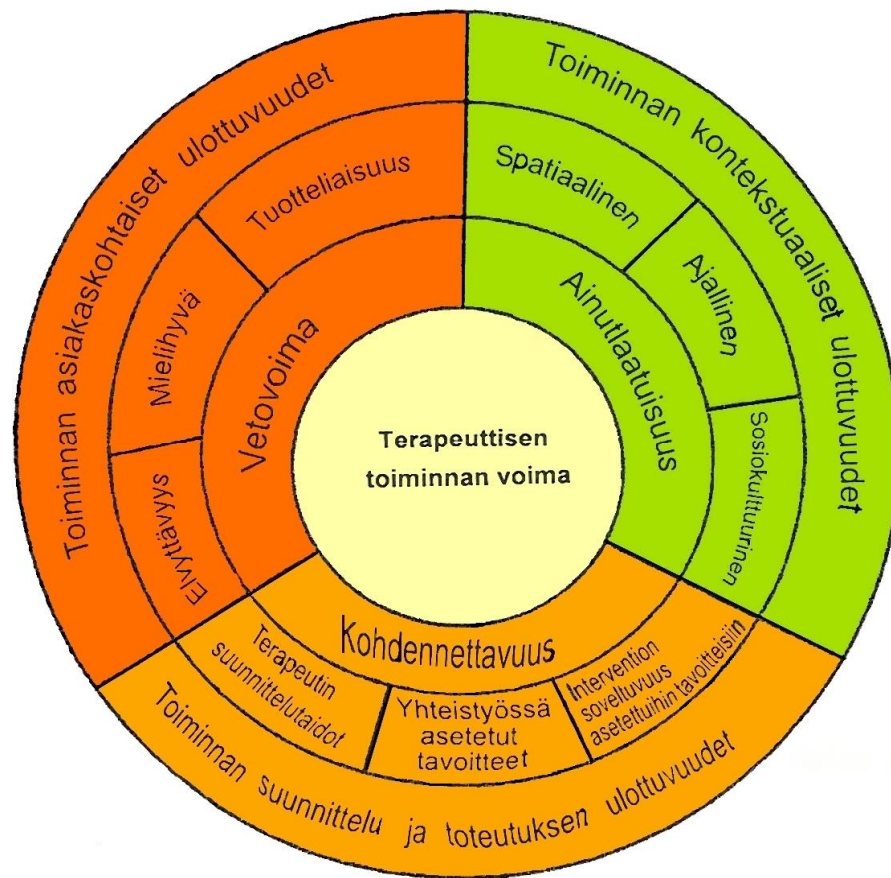 Toiminnan asiakaskohtaiset ulottuvuudet
Tuotteliaisuus
Mielihyvä
Elvyttävyys
Vetovoima
Toiminnan kontekstuaaliset ulottuvuudet
Spatiaalinen
Ajallinen
Sosiokulttuurinen
Ainutlaatuisuus
Terapeuttisen
toiminnan voima
Kohdennettavuus
Terapeutin
suunnittelutaidot
Yhteistyössä
asetetut
tavoitteet
Intervention
soveltuvuus
asetettuihin tavoitteisiin
Toiminnan suunnittelu ja toteutuksen ulottuvuudet